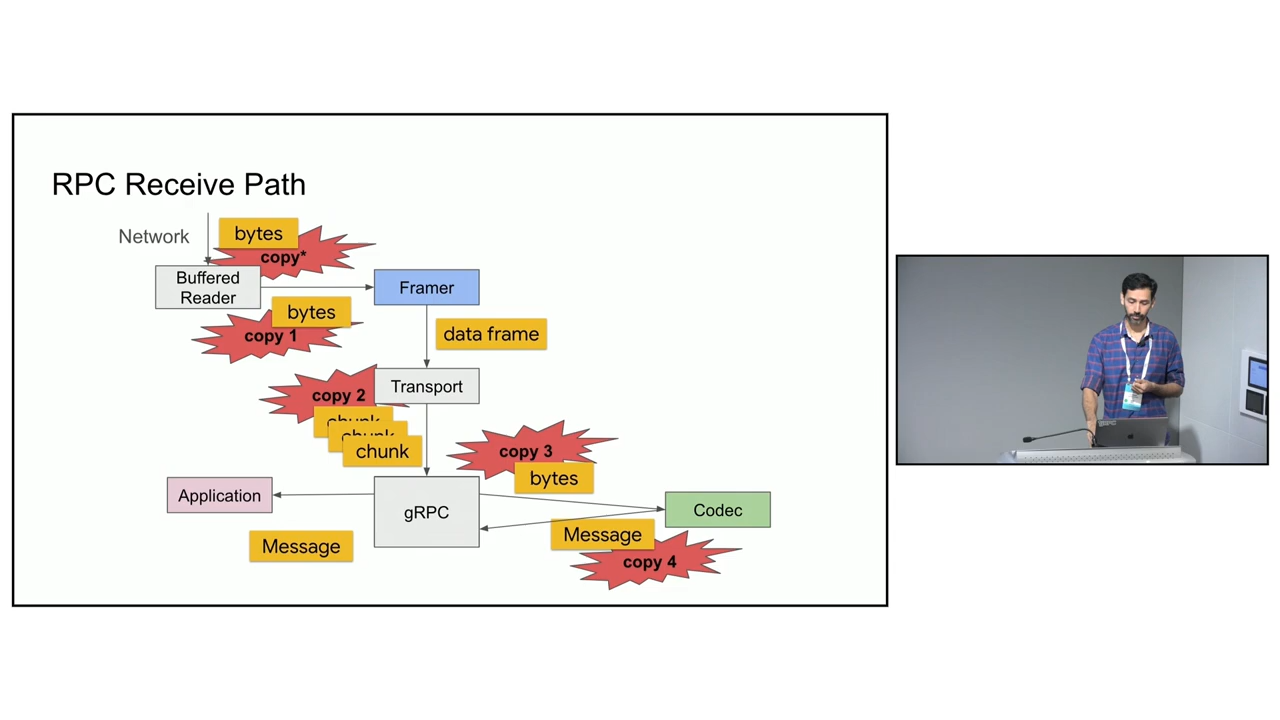 RPC Receive Path
Network
bytes
copy*
Buffered
Reader
Framer
bytes
copy 1
data frame
Transport
copy 2
chunk
chunk
chunk
copy 3
bytes
Application
gRPC
Codec
Message
Message
copy 4